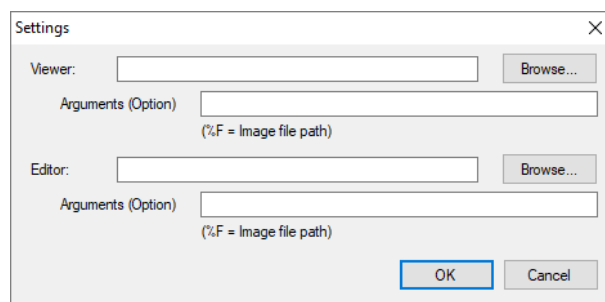 Settings
Viewer: Browse...
Arguments (Option)
(%F = Image file path)
Editor: Browse...
Arguments (Option)
(%F = Image file path)
OK Cancel